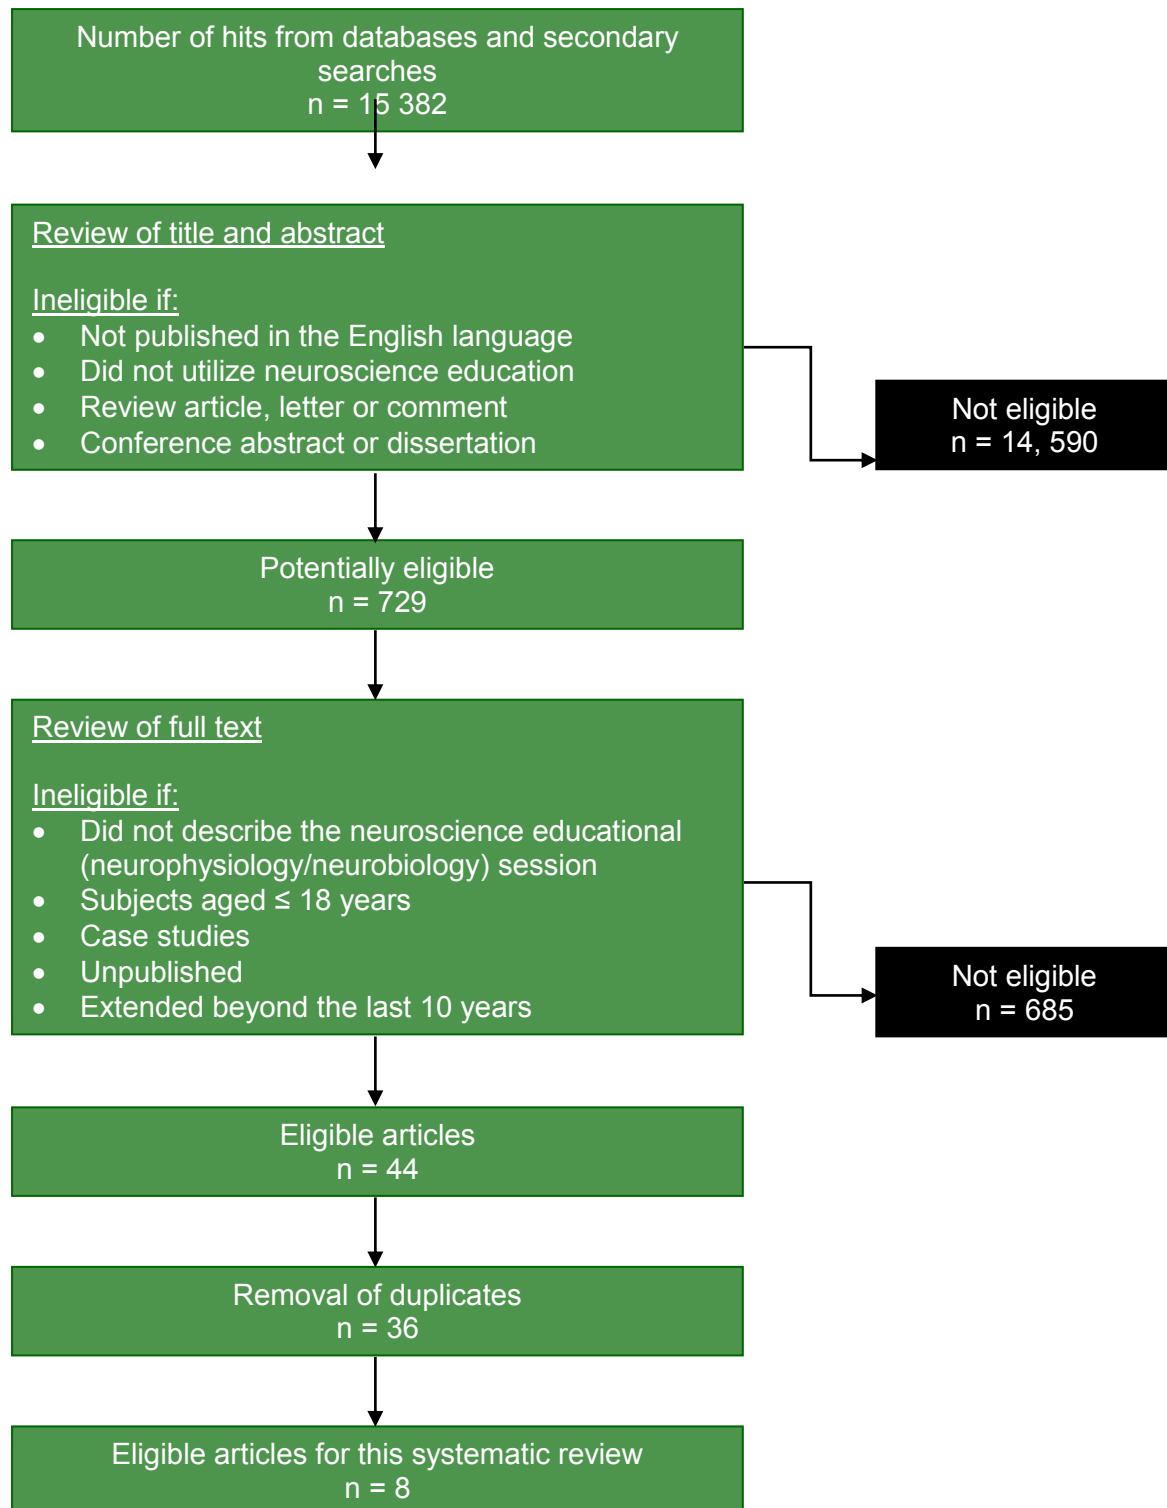 Number of hits from databases and secondary
searches
n = 15 382
Review of title and abstract
Ineligible if:
• Not published in the English language
• Did not utilize neuroscience education
• Review article, letter or comment
• Conference abstract or dissertation
Not eligible
n = 14, 590
Potentially eligible
n = 729
Review of full text
Ineligible if:
• Did not describe the neuroscience educational
(neurophysiology/neurobiology) session
• Subjects aged ≤ 18 years
• Case studies
• Unpublished
• Extended beyond the last 10 years
Not eligible
n = 685
Eligible articles
n = 44
Removal of duplicates
n = 36
Eligible articles for this systematic review
n = 8